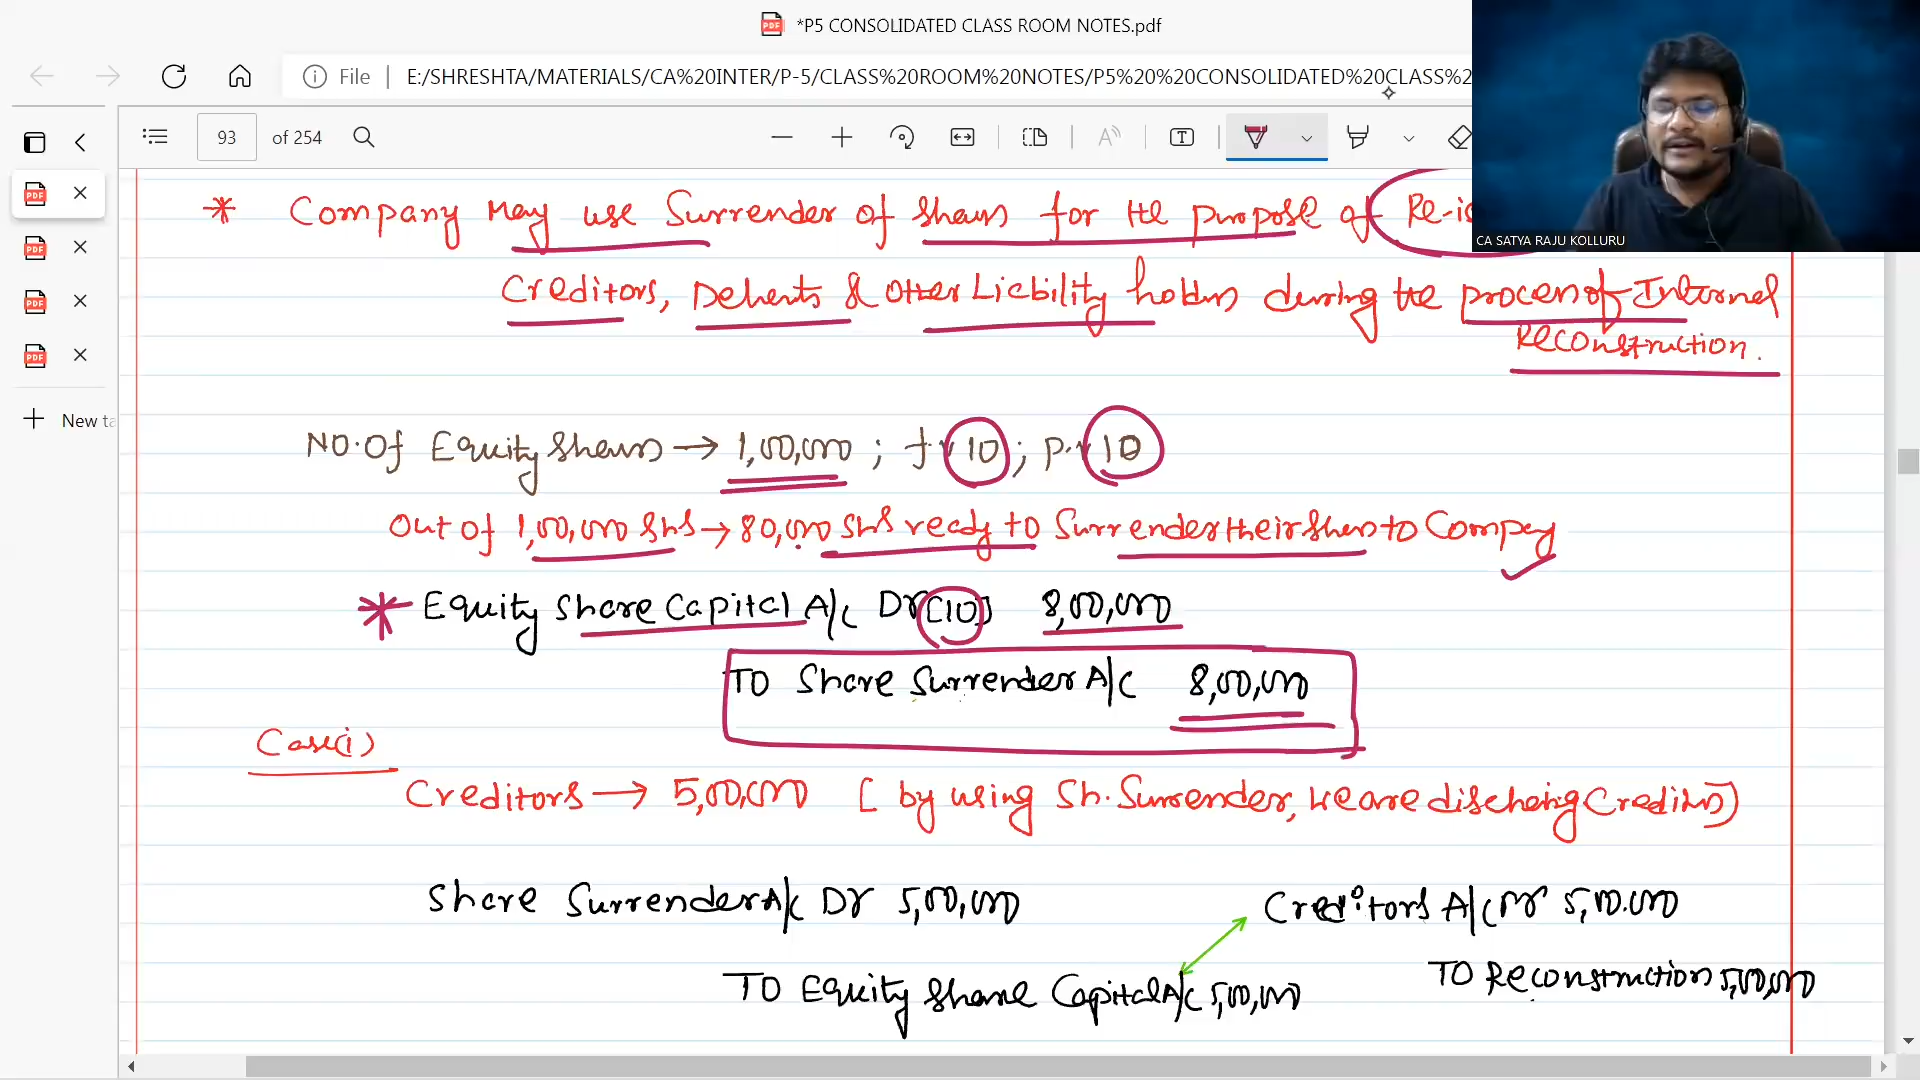 *P5 CONSOLIDATED CLASS ROOM NOTES.pdf
File E:/SHRESHTA/MATERIALS/CA%20INTER/P-5/CLASS%20ROOM%20NOTES/P5%20%20CONSOLIDATED%20CLASS%2
93 of 254
CA SATYA RAJU KOLLURU
New ta
* Company May use Surrender of Shares for the purpose of Re-is
Creditors, Debents & Other Liability holders during the process of Internal
Reconstruction.
No. Of Equity Shares → 1,00,000 ; f.v 10 ; p.v 10
Out of 1,00,000 Shs → 80,000 Shs ready to Surrender their Shares to Company
* Equity Share Capital A/c Dr [10] 8,00,000
TO Share Surrender A/c 8,00,000
Case(i)
Creditors → 5,00,000 [by using Sh. Surrender, we are discharging Creditors]
Share Surrender A/c Dr 5,00,000
Creditors A/c Dr 5,00,000
TO Equity Share Capital A/c 5,00,000
TO Reconstruction 5,00,000